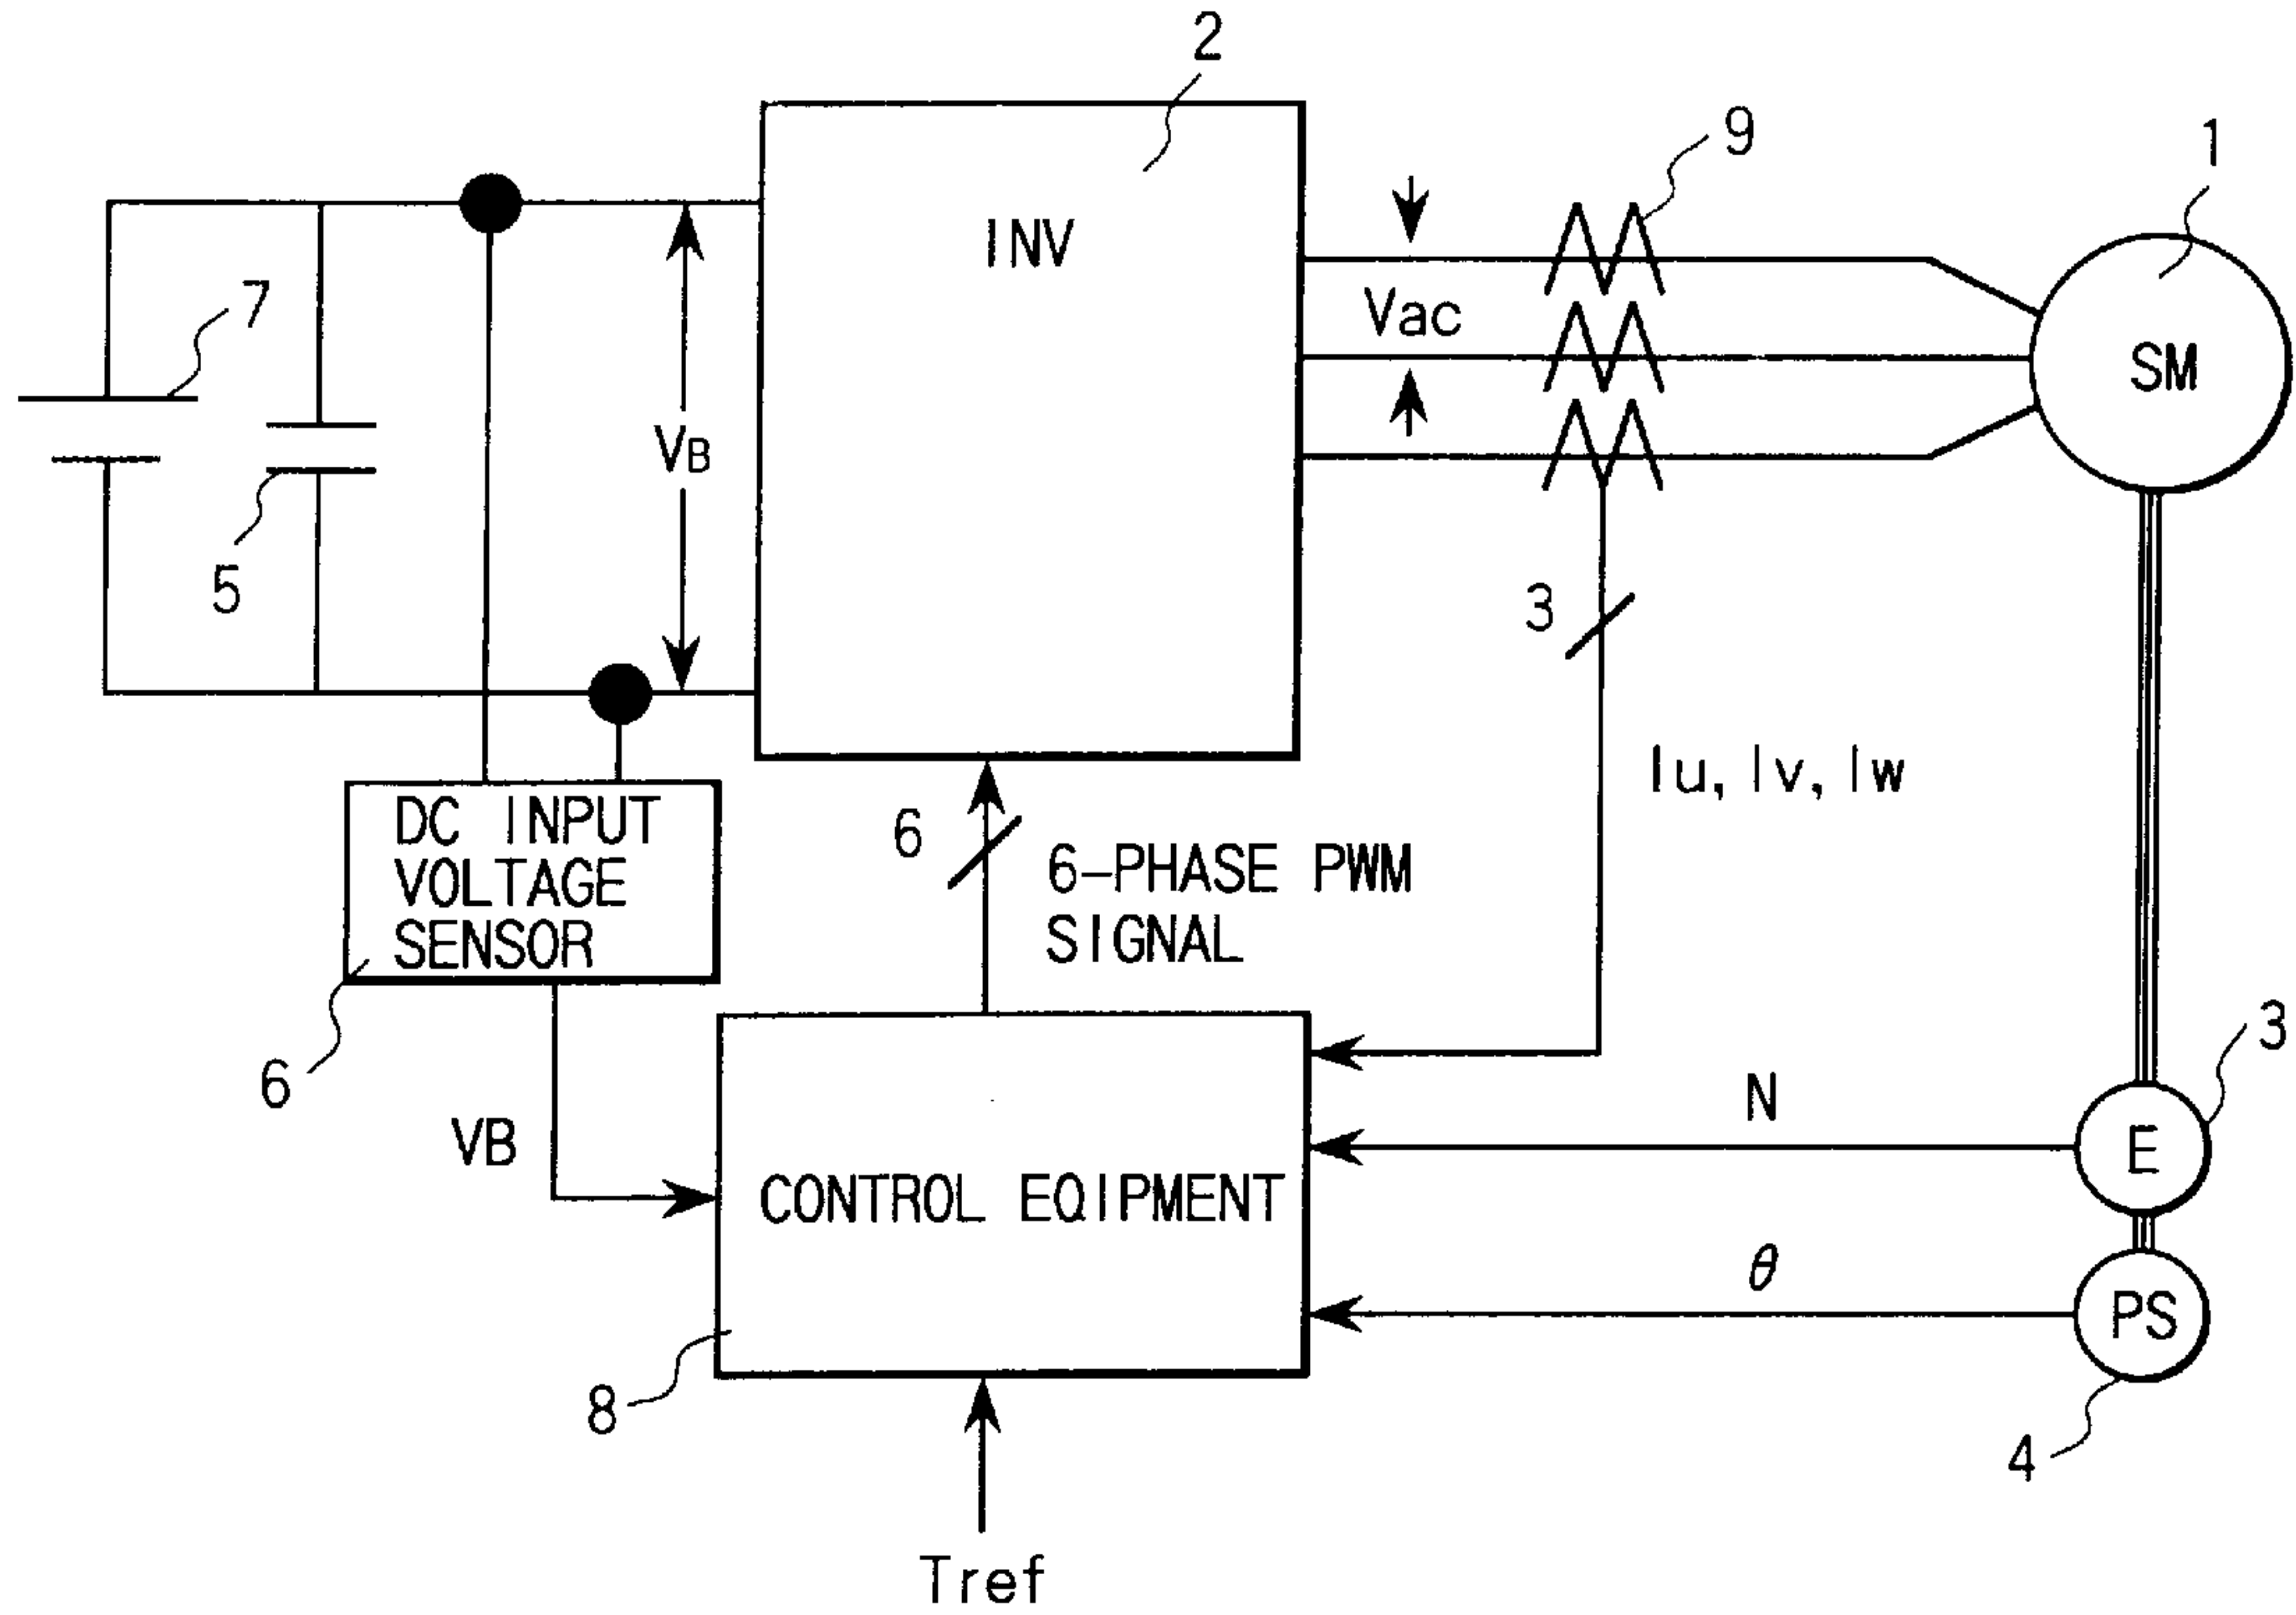 2
9
1
INV
7
Vac
SM
VB
5
3
Iu, Iv, Iw
DC INPUT
VOLTAGE
SENSOR
6
6-PHASE PWM
SIGNAL
6
3
N
VB
E
CONTROL EQIPMENT
θ
PS
8
4
Tref